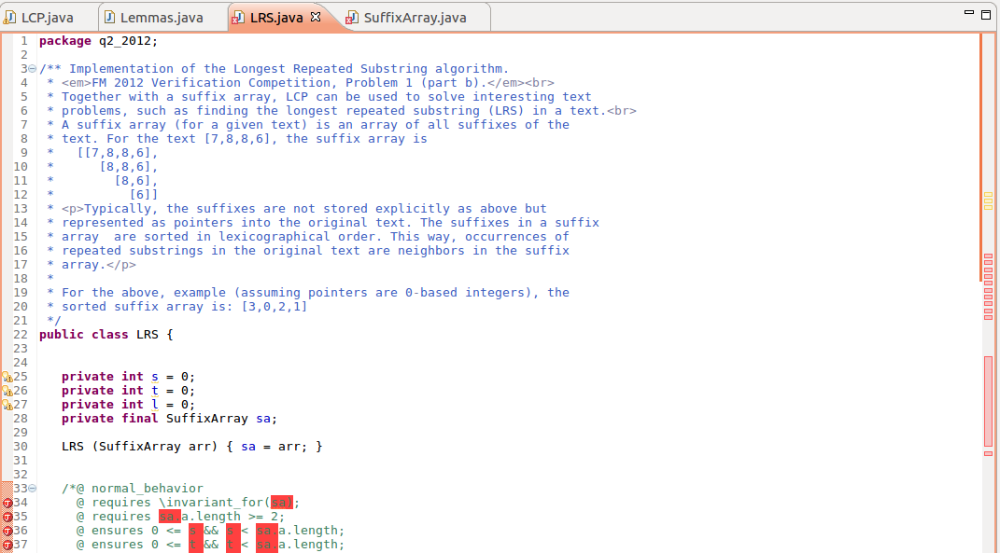 LCP.java Lemmas.java LRS.java SuffixArray.java
1 package q2_2012;
2
3 /** Implementation of the Longest Repeated Substring algorithm.
4 * <em>FM 2012 Verification Competition, Problem 1 (part b).</em><br>
5 * Together with a suffix array, LCP can be used to solve interesting text
6 * problems, such as finding the longest repeated substring (LRS) in a text.<br>
7 * A suffix array (for a given text) is an array of all suffixes of the
8 * text. For the text [7,8,8,6], the suffix array is
9 * [[7,8,8,6],
10 * [8,8,6],
11 * [8,6],
12 * [6]]
13 * <p>Typically, the suffixes are not stored explicitly as above but
14 * represented as pointers into the original text. The suffixes in a suffix
15 * array  are sorted in lexicographical order. This way, occurrences of
16 * repeated substrings in the original text are neighbors in the suffix
17 * array.</p>
18 *
19 * For the above, example (assuming pointers are 0-based integers), the
20 * sorted suffix array is: [3,0,2,1]
21 */
22 public class LRS {
23
24
25 private int s = 0;
26 private int t = 0;
27 private int l = 0;
28 private final SuffixArray sa;
29
30 LRS (SuffixArray arr) { sa = arr; }
31
32
33 /*@ normal_behavior
34 @ requires \invariant_for(sa);
35 @ requires sa.a.length >= 2;
36 @ ensures 0 <= s && s < sa.a.length;
37 @ ensures 0 <= t && t < sa.a.length;